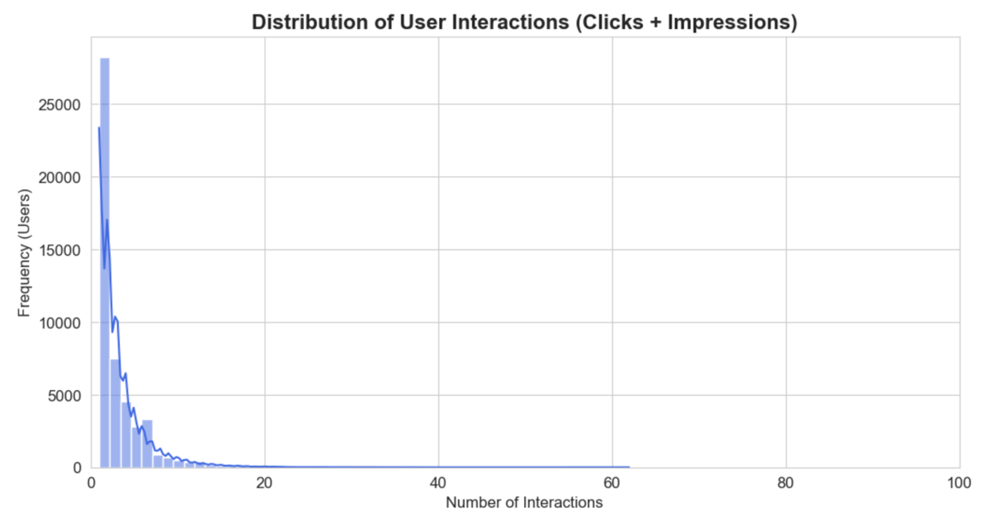 Distribution of User Interactions (Clicks + Impressions)
25000
20000
15000
10000
5000
0
Frequency (Users)
0 20 40 60 80 100
Number of Interactions